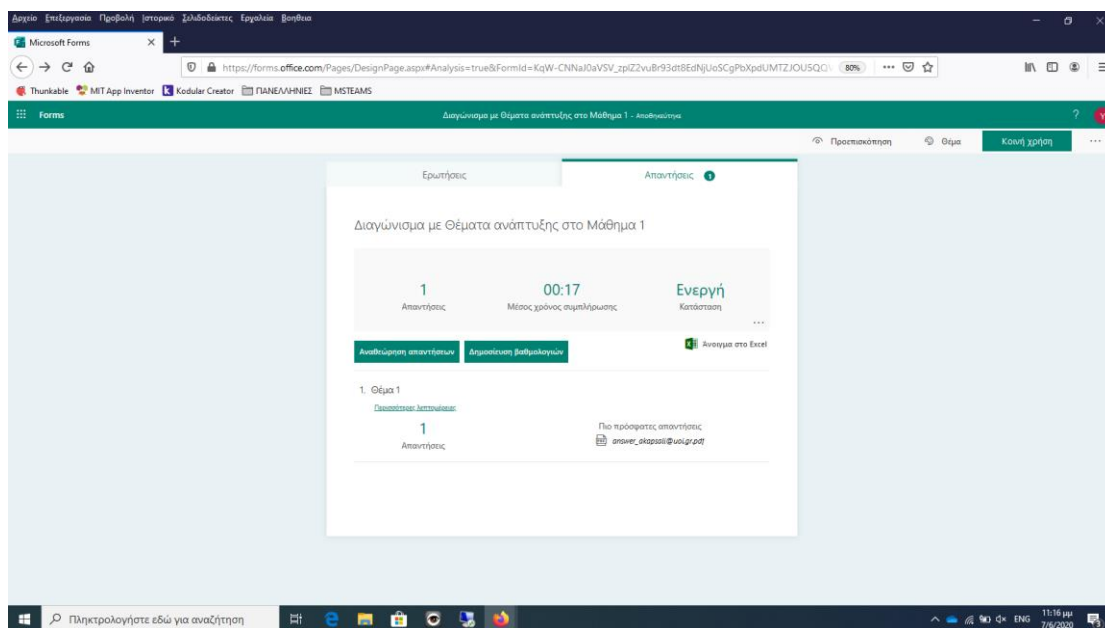 Αρχείο Επεξεργασία Προβολή Ιστορικό Σελιδοδείκτες Εργαλεία Βοήθεια
Microsoft Forms
https://forms.office.com/Pages/DesignPage.aspx#Analysis=true&FormId=KqW-CNNaJ0aVSV_zplZ2vuBr93dt8EdNjUoSCgPbXpdUMTZJOU5QQ 80%
Thunkable MIT App Inventor Kodular Creator ΠΑΝΕΛΛΗΝΙΕΣ MSTEAMS
Forms Διαγώνισμα με Θέματα ανάπτυξης στο Μάθημα 1 - Αποθηκεύτηκε ?
Προεπισκόπηση Θέμα Κοινή χρήση
Ερωτήσεις Απαντήσεις 1
Διαγώνισμα με Θέματα ανάπτυξης στο Μάθημα 1
1 00:17 Ενεργή
Απαντήσεις Μέσος χρόνος συμπλήρωσης Κατάσταση
Αναθεώρηση απαντήσεων Δημοσίευση βαθμολογιών Άνοιγμα στο Excel
1. Θέμα 1
Περισσότερες λεπτομέρειες
1 Πιο πρόσφατες απαντήσεις
Απαντήσεις answer_akapsali@uoi.gr.pdf
Πληκτρολογήστε εδώ για αναζήτηση ENG 11:16 μμ
7/6/2020